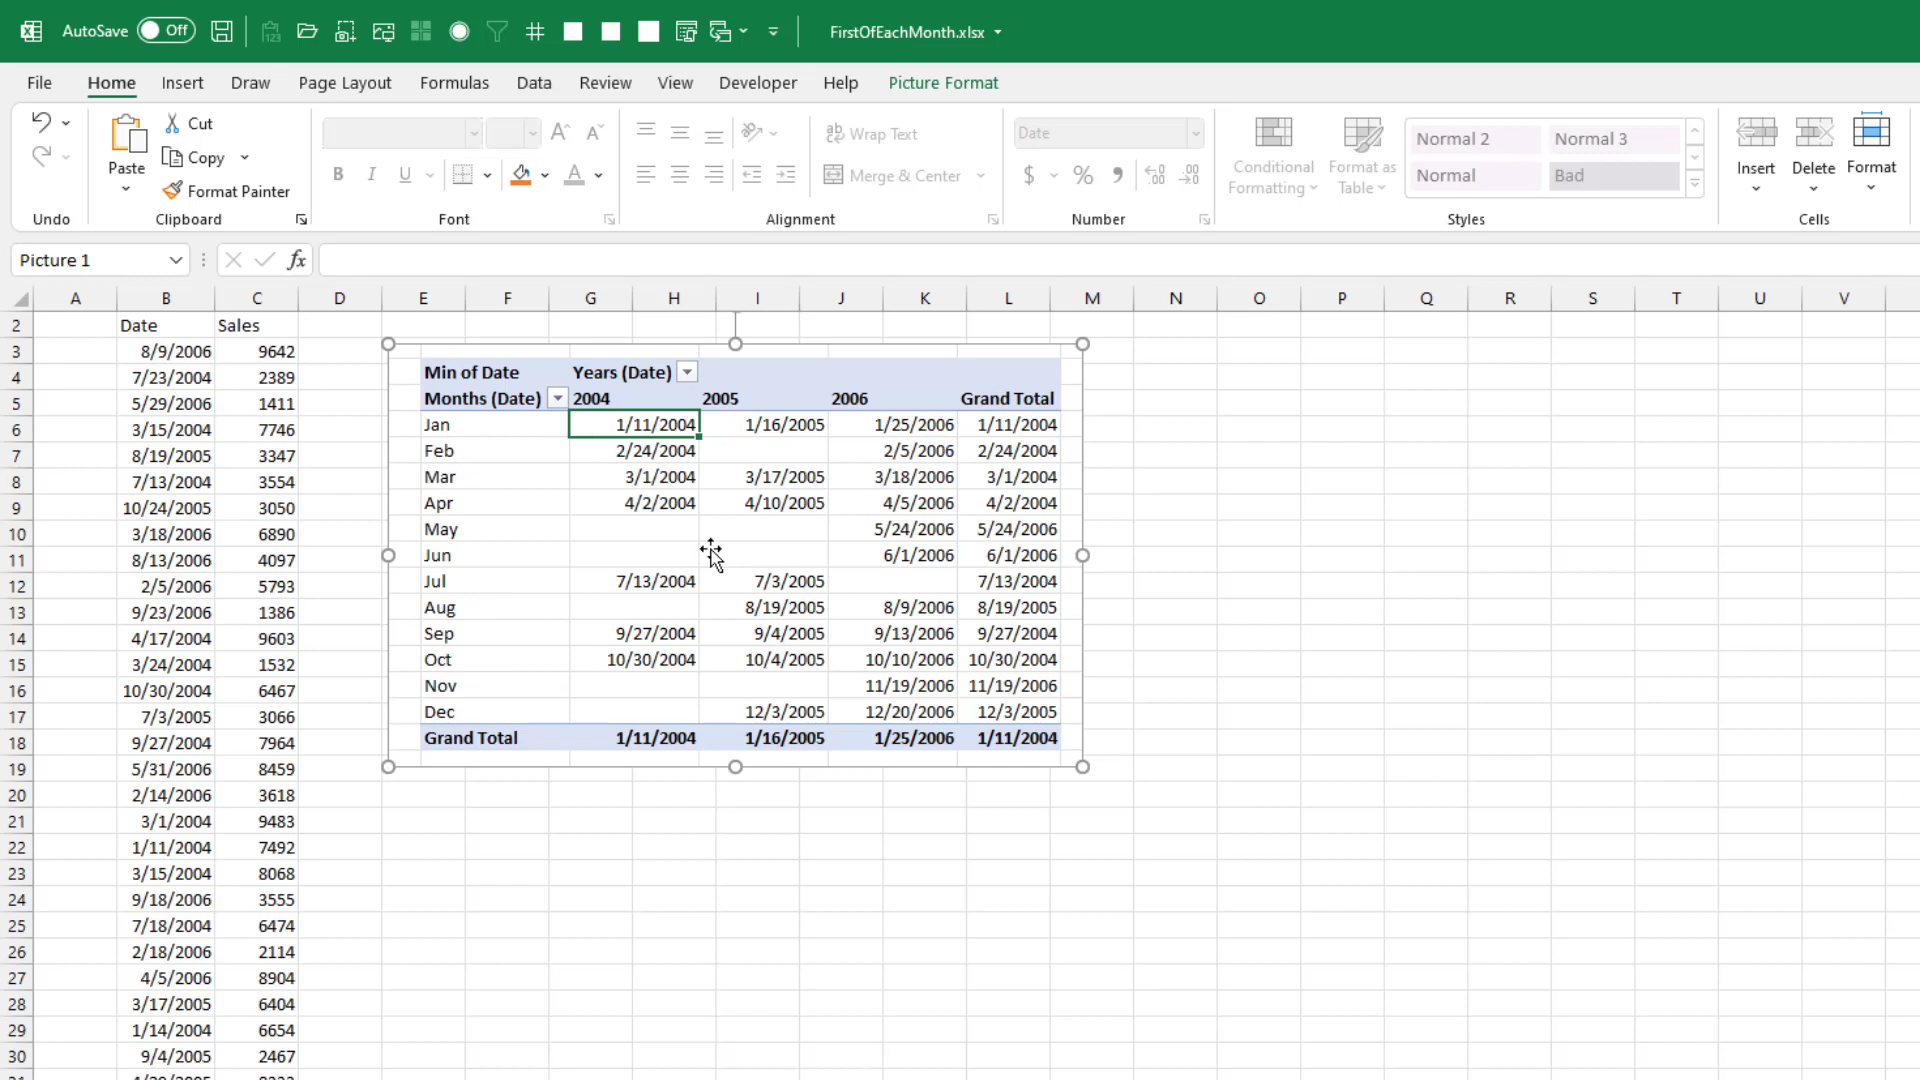 AutoSave Off FirstOfEachMonth.xlsx
File Home Insert Draw Page Layout Formulas Data Review View Developer Help Picture Format
Cut
Copy
Format Painter
Paste
Wrap Text
Merge & Center
Date
Conditional Formatting
Format as Table
Normal 2 Normal 3
Normal Bad
Insert Delete Format
Undo Clipboard Font Alignment Number Styles Cells
Picture 1 fx
A B C D E F G H I J K L M N O P Q R S T U V
2 Date Sales
3 8/9/2006 9642
4 7/23/2004 2389
5 5/29/2006 1411
6 3/15/2004 7746
7 8/19/2005 3347
8 7/13/2004 3554
9 10/24/2005 3050
10 3/18/2006 6890
11 8/13/2006 4097
12 2/5/2006 5793
13 9/23/2006 1386
14 4/17/2004 9603
15 3/24/2004 1532
16 10/30/2004 6467
17 7/3/2005 3066
18 9/27/2004 7964
19 5/31/2006 8459
20 2/14/2006 3618
21 3/1/2004 9483
22 1/11/2004 7492
23 3/15/2004 8068
24 9/18/2006 3555
25 7/18/2004 6474
26 2/18/2006 2114
27 4/5/2006 8904
28 3/17/2005 6404
29 1/14/2004 6654
30 9/4/2005 2467
Min of Date Years (Date)
Months (Date) 2004 2005 2006 Grand Total
Jan 1/11/2004 1/16/2005 1/25/2006 1/11/2004
Feb 2/24/2004 2/5/2006 2/24/2004
Mar 3/1/2004 3/17/2005 3/18/2006 3/1/2004
Apr 4/2/2004 4/10/2005 4/5/2006 4/2/2004
May 5/24/2006 5/24/2006
Jun 6/1/2006 6/1/2006
Jul 7/13/2004 7/3/2005 7/13/2004
Aug 8/19/2005 8/9/2006 8/19/2005
Sep 9/27/2004 9/4/2005 9/13/2006 9/27/2004
Oct 10/30/2004 10/4/2005 10/10/2006 10/30/2004
Nov 11/19/2006 11/19/2006
Dec 12/3/2005 12/20/2006 12/3/2005
Grand Total 1/11/2004 1/16/2005 1/25/2006 1/11/2004